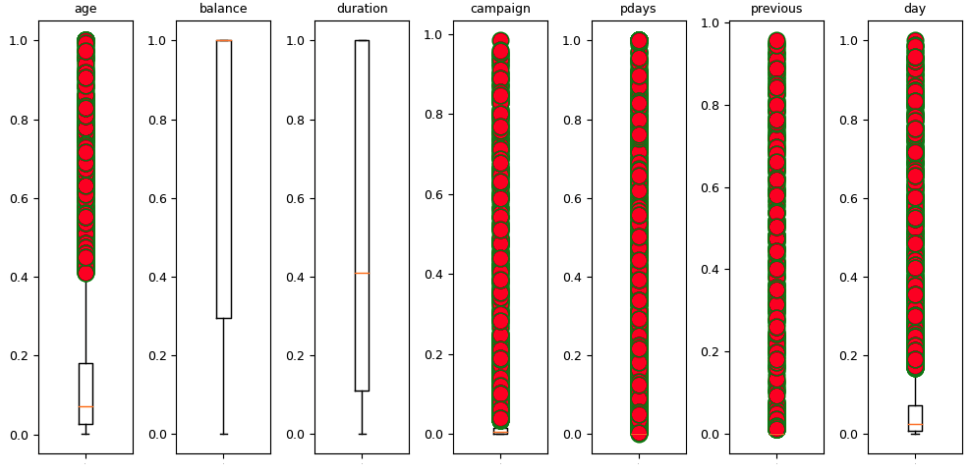 age balance duration campaign pdays previous day
1.0 1.0 1.0 1.0 1.0 1.0 1.0
0.8 0.8 0.8 0.8 0.8 0.8 0.8
0.6 0.6 0.6 0.6 0.6 0.6 0.6
0.4 0.4 0.4 0.4 0.4 0.4 0.4
0.2 0.2 0.2 0.2 0.2 0.2 0.2
0.0 0.0 0.0 0.0 0.0 0.0 0.0